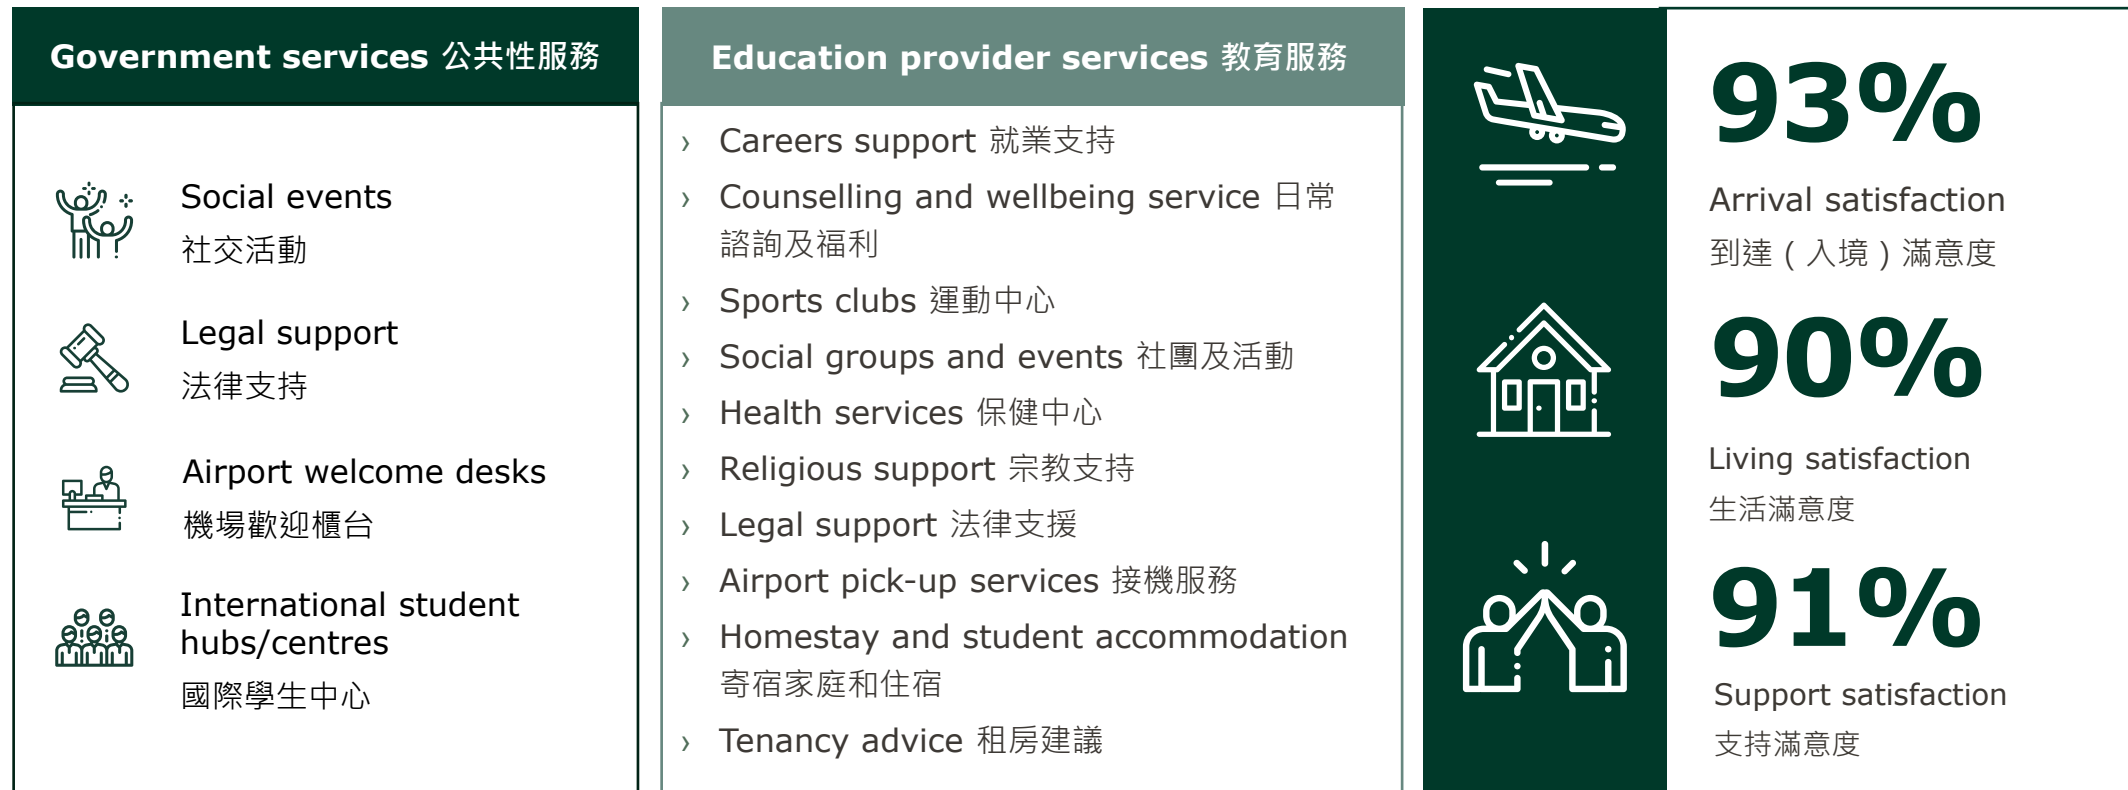 Government services 公共性服務
Social events
社交活動
Legal support
法律支持
Airport welcome desks
機場歡迎櫃台
International student
hubs/centres
國際學生中心
Education provider services 教育服務
› Careers support 就業支持
› Counselling and wellbeing service 日常
諮詢及福利
› Sports clubs 運動中心
› Social groups and events 社團及活動
› Health services 保健中心
› Religious support 宗教支持
› Legal support 法律支援
› Airport pick-up services 接機服務
› Homestay and student accommodation
寄宿家庭和住宿
› Tenancy advice 租房建議
93%
Arrival satisfaction
到達（入境）滿意度
90%
Living satisfaction
生活滿意度
91%
Support satisfaction
支持滿意度